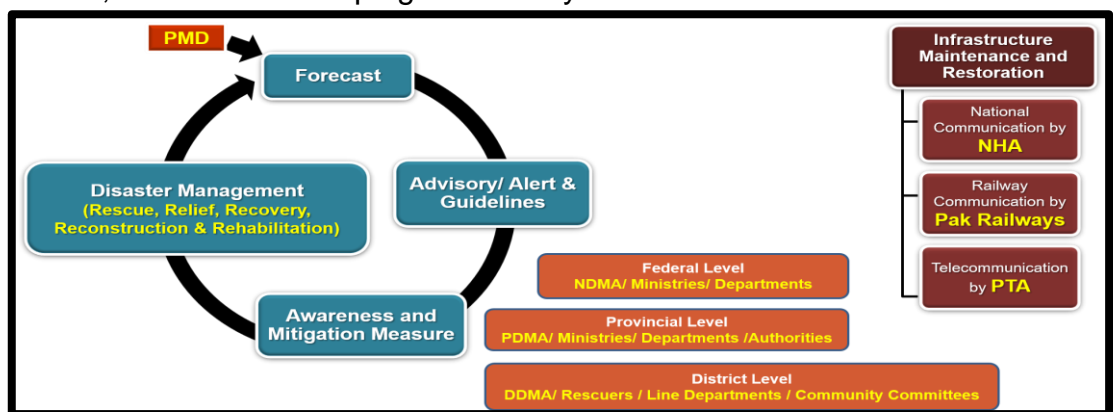 PMD
Forecast
Advisory/ Alert &
Guidelines
Disaster Management
(Rescue, Relief, Recovery,
Reconstruction & Rehabilitation)
Awareness and
Mitigation Measure
Federal Level
NDMA/ Ministries/ Departments
Provincial Level
PDMA/ Ministries/ Departments /Authorities
District Level
DDMA/ Rescuers / Line Departments / Community Committees
Infrastructure
Maintenance and
Restoration
National
Communication by
NHA
Railway
Communication by
Pak Railways
Telecommunication
by PTA